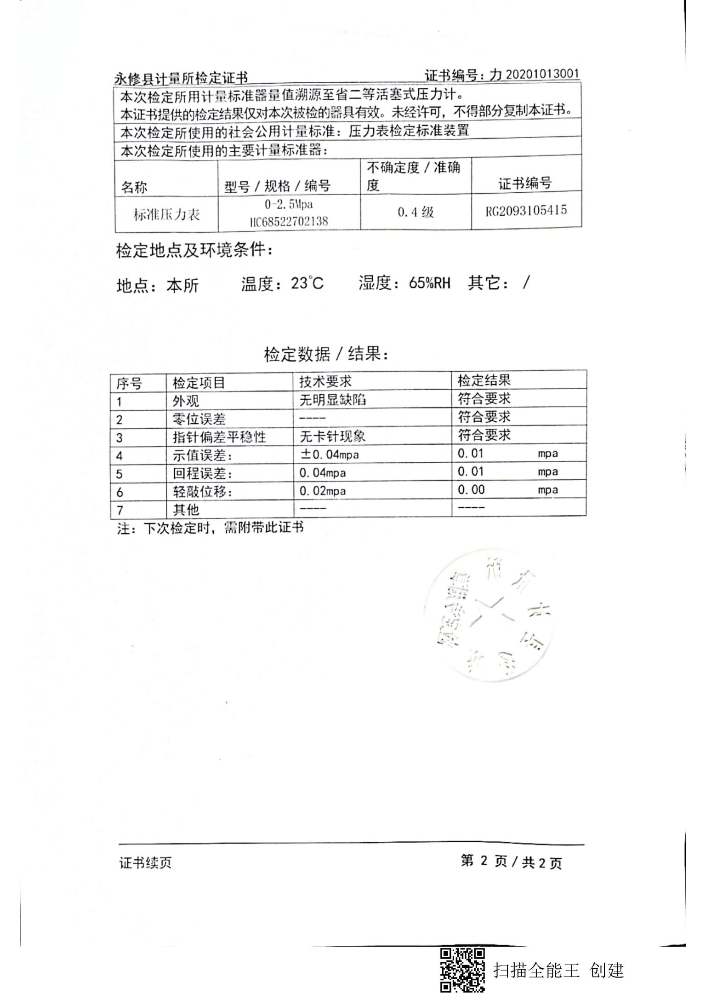 永修县计量所检定证书 证书编号：力 20201013001
本次检定所用计量标准器量值溯源至省二等活塞式压力计。
本证书提供的检定结果仅对本次被检的器具有效。未经许可，不得部分复制本证书。
本次检定所使用的社会公用计量标准：压力表检定标准装置
本次检定所使用的主要计量标准器：
名称 型号/规格/编号 不确定度/准确度 证书编号
标准压力表 0-2.5Mpa HC68522702138 0.4级 RG2093105415
检定地点及环境条件：
地点：本所 温度：23℃ 湿度：65%RH 其它：/
检定数据/结果：
序号 检定项目 技术要求 检定结果
1 外观 无明显缺陷 符合要求
2 零位误差 ---- 符合要求
3 指针偏差平稳性 无卡针现象 符合要求
4 示值误差： ±0.04mpa 0.01 mpa
5 回程误差： 0.04mpa 0.01 mpa
6 轻敲位移： 0.02mpa 0.00 mpa
7 其他 ---- ----
注：下次检定时，需附带此证书
证书续页 第 2 页/共2页
扫描全能王 创建